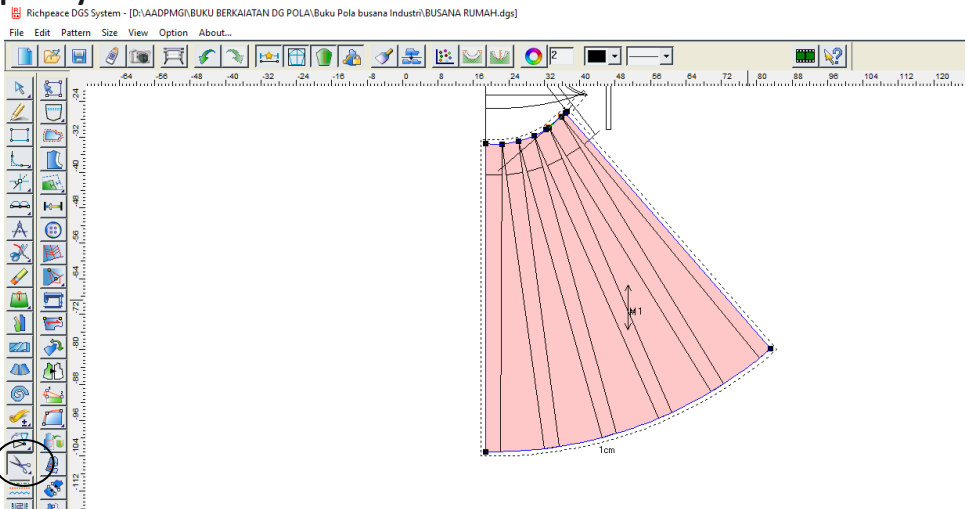 Richpeace DGS System - [D:\AADPMGI\BUKU BERKAIATAN DG POLA\Buku Pola busana Industri\BUSANA RUMAH.dgs]
File Edit Pattern Size View Option About...
2
-64 -56 -48 -40 -32 -24 -16 -8 0 8 16 24 32 40 48 56 64 72 80 88 96 104 112 120
-24
-32
-40
-48
-56
-64
-72
-80
-88
-96
-104
-112
M1
1cm